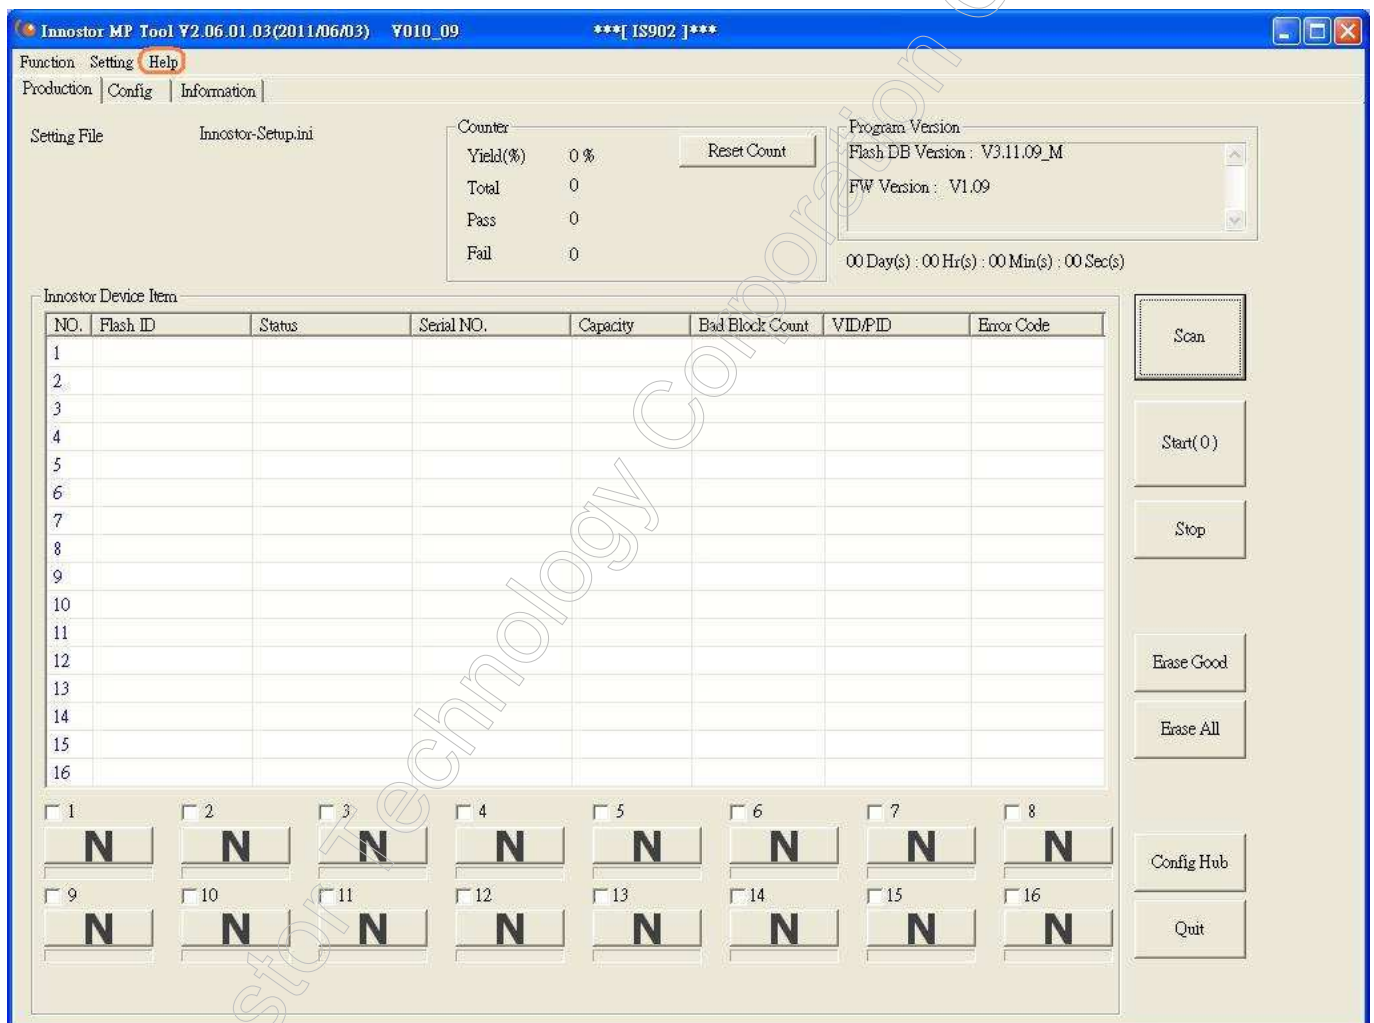 Innostor MP Tool V2.06.01.03(2011/06/03) V010_09 ***[ IS902 ]***
Function Setting Help
Production Config Information
Setting File Innostor-Setup.ini
Counter
Yield(%) 0 %
Total 0
Pass 0
Fail 0
Reset Count
Program Version
Flash DB Version : V3.11.09_M
FW Version : V1.09
00 Day(s) : 00 Hr(s) : 00 Min(s) : 00 Sec(s)
Innostor Device Item
NO. Flash ID Status Serial NO. Capacity Bad Block Count VID/PID Error Code
1
2
3
4
5
6
7
8
9
10
11
12
13
14
15
16
Scan
Start( 0 )
Stop
Erase Good
Erase All
Config Hub
Quit
1 2 3 4 5 6 7 8
N N N N N N N N
9 10 11 12 13 14 15 16
N N N N N N N N
stor Technology Corporation